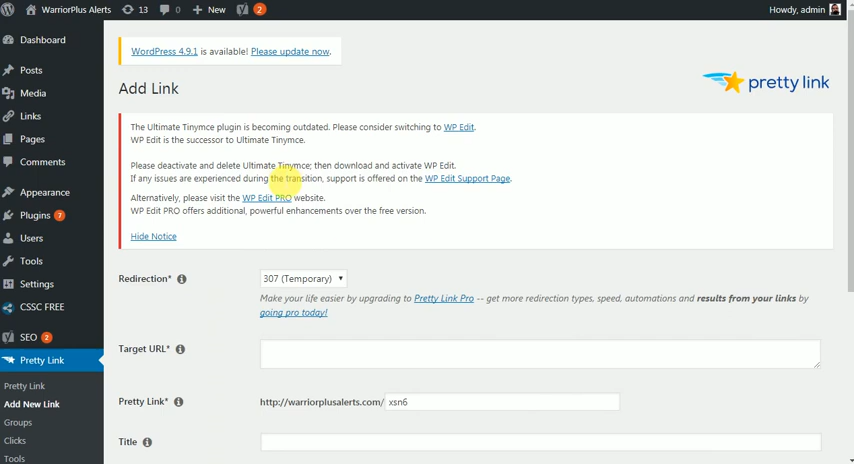 WarriorPlus Alerts 13 0 New 2 Howdy, admin
Dashboard
Posts
Media
Links
Pages
Comments
Appearance
Plugins 7
Users
Tools
Settings
CSSC FREE
SEO 2
Pretty Link
Pretty Link
Add New Link
Groups
Clicks
Tools
WordPress 4.9.1 is available! Please update now.
Add Link
pretty link
The Ultimate Tinymce plugin is becoming outdated. Please consider switching to WP Edit.
WP Edit is the successor to Ultimate Tinymce.
Please deactivate and delete Ultimate Tinymce; then download and activate WP Edit.
If any issues are experienced during the transition, support is offered on the WP Edit Support Page.
Alternatively, please visit the WP Edit PRO website.
WP Edit PRO offers additional, powerful enhancements over the free version.
Hide Notice
Redirection* 307 (Temporary)
Make your life easier by upgrading to Pretty Link Pro -- get more redirection types, speed, automations and results from your links by
going pro today!
Target URL*
Pretty Link* http://warriorplusalerts.com/ xsn6
Title